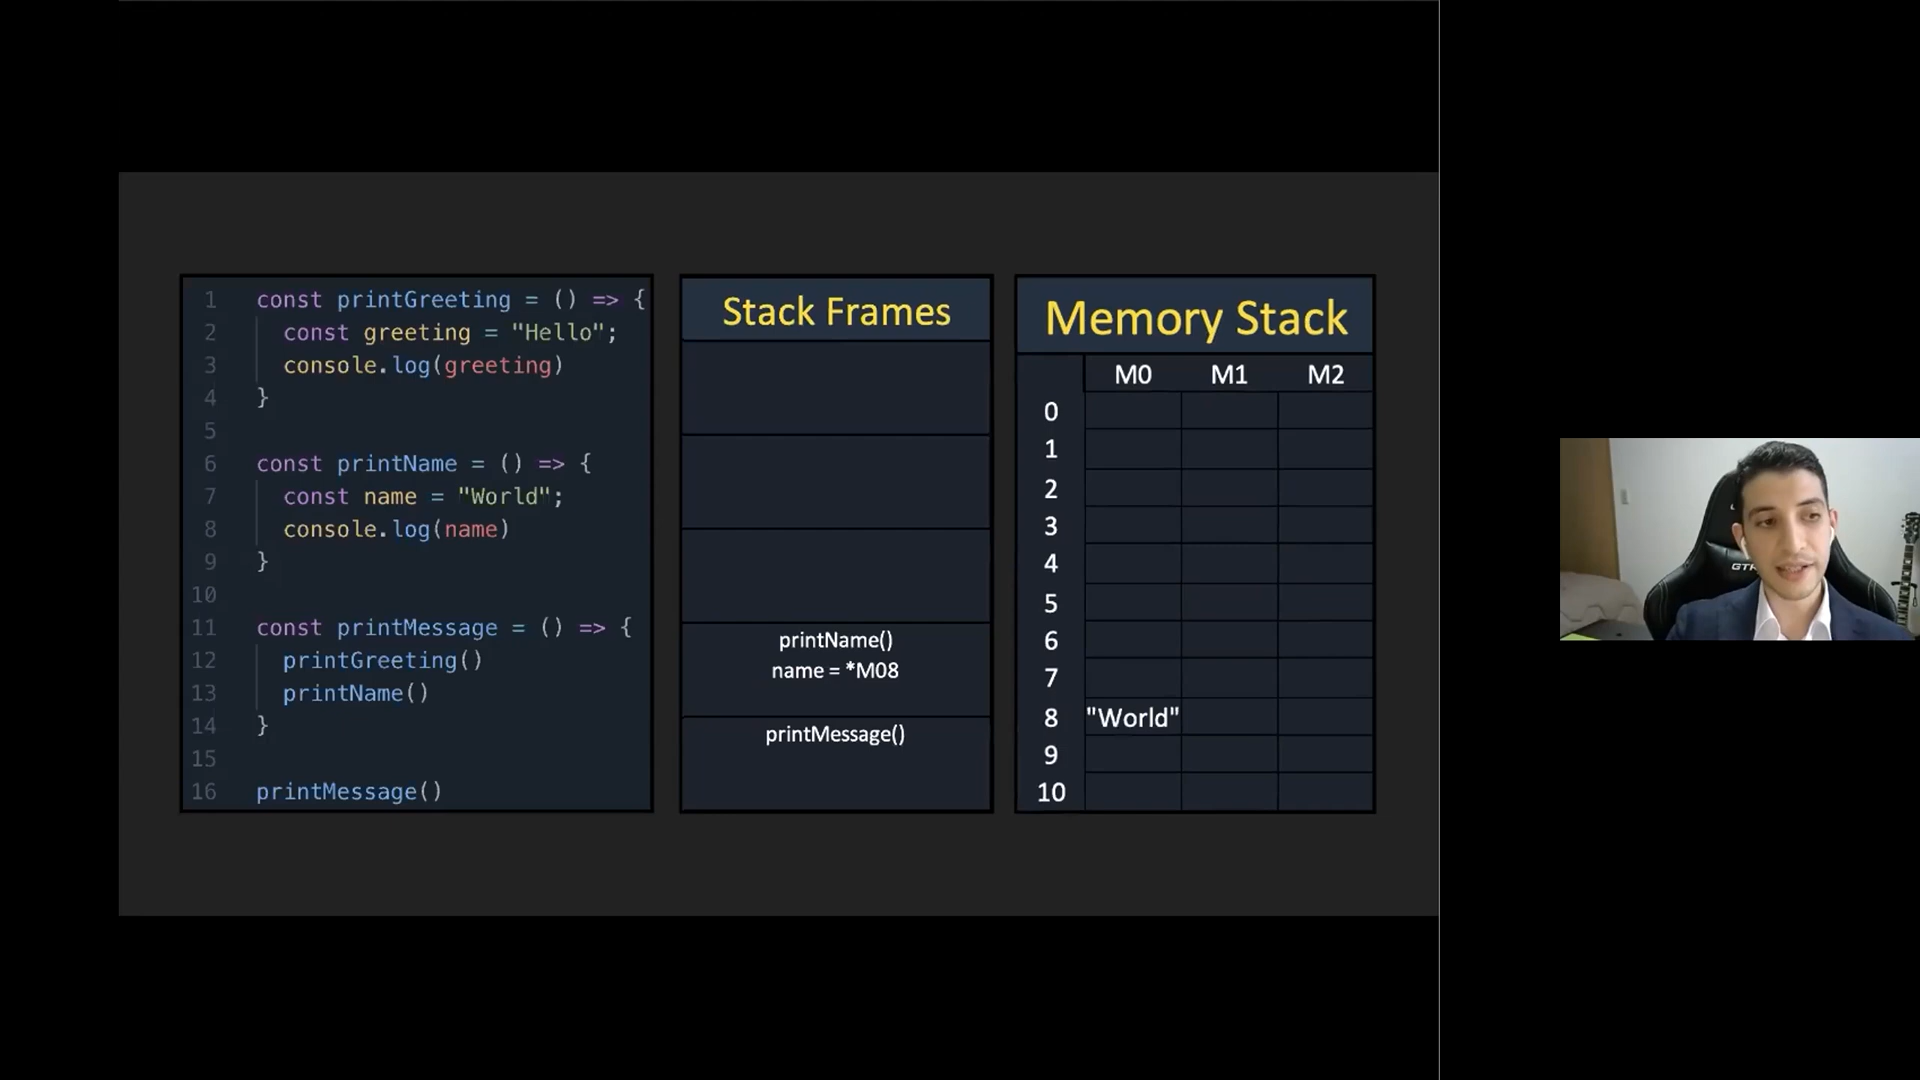 1 const printGreeting = () => {
2 const greeting = "Hello";
3 console.log(greeting)
4 }
5
6 const printName = () => {
7 const name = "World";
8 console.log(name)
9 }
10
11 const printMessage = () => {
12 printGreeting()
13 printName()
14 }
15
16 printMessage()
Stack Frames
printName()
name = *M08
printMessage()
Memory Stack
M0 M1 M2
0
1
2
3
4
5
6
7
8 "World"
9
10